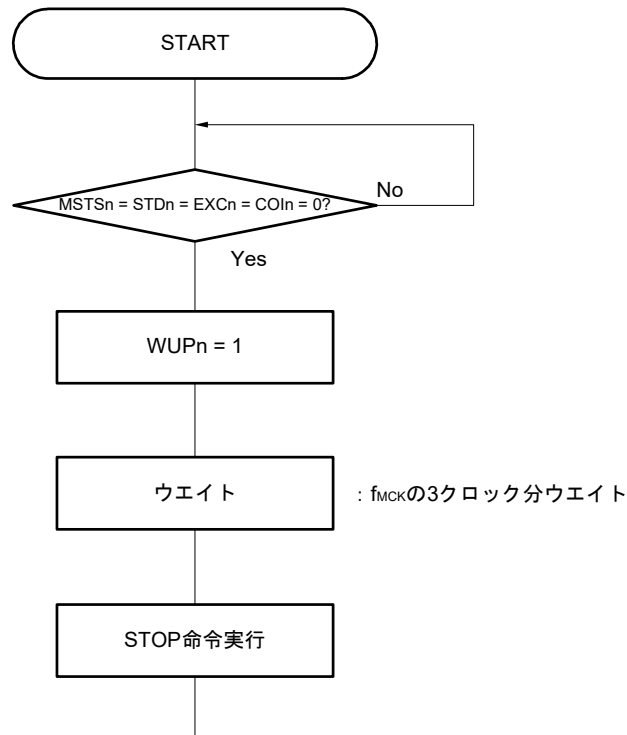 START
MSTSn = STDn = EXCn = COIn = 0?
No
Yes
WUPn = 1
ウエイト
: fMCKの3クロック分ウエイト
STOP命令実行